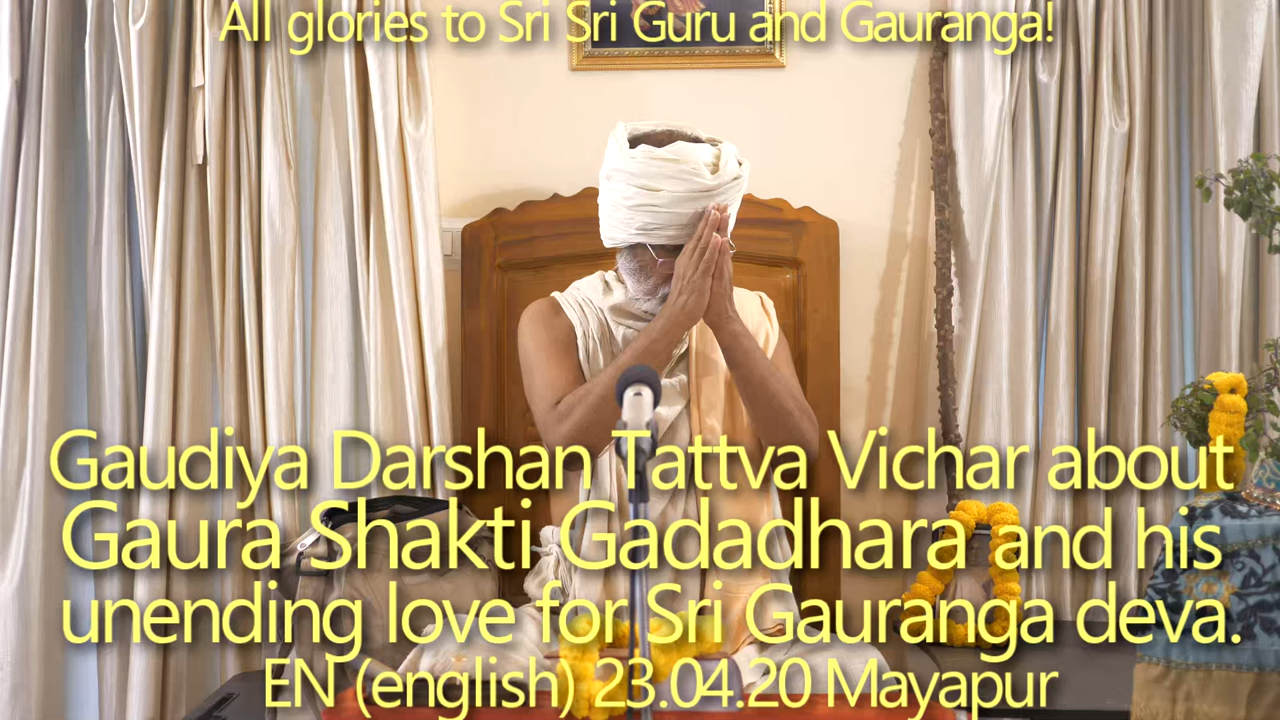 All glories to Sri Sri Guru and Gauranga!
Gaudiya Darshan Tattva Vichar about
Gaura Shakti Gadadhara and his
unending love for Sri Gauranga deva.
EN (english) 23.04.20 Mayapur